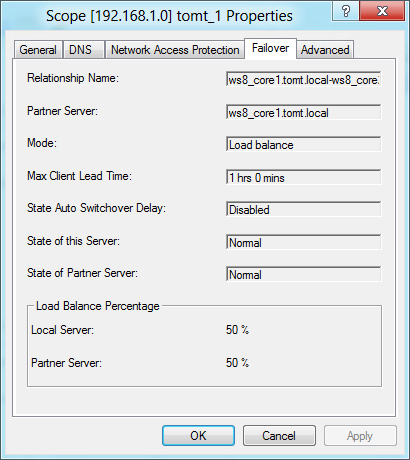 Scope [192.168.1.0] tomt_1 Properties
? X
General DNS Network Access Protection Failover Advanced
Relationship Name: ws8_core1.tomt.local-ws8_core.
Partner Server: ws8_core1.tomt.local
Mode: Load balance
Max Client Lead Time: 1 hrs 0 mins
State Auto Switchover Delay: Disabled
State of this Server: Normal
State of Partner Server: Normal
Load Balance Percentage
Local Server: 50 %
Partner Server: 50 %
OK Cancel Apply